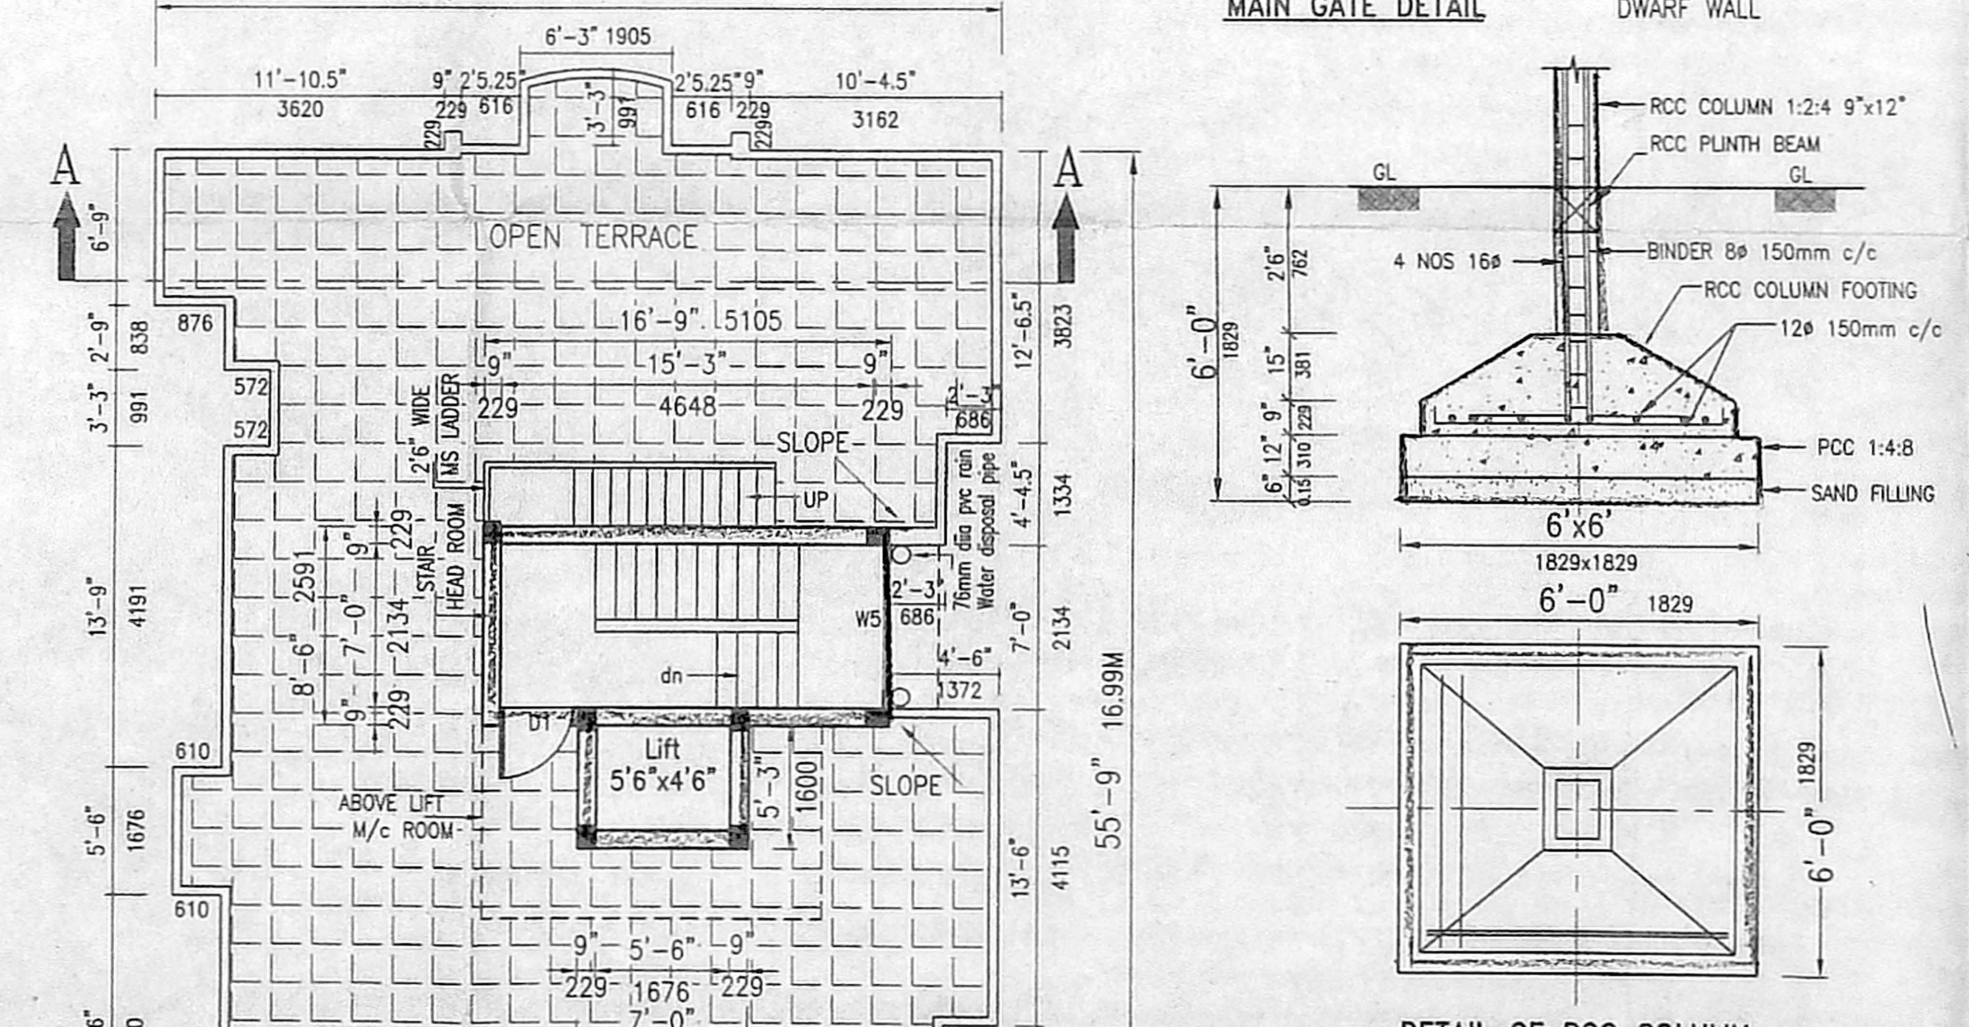 MAIN GATE DETAIL
DWARF WALL
6'-3" 1905
11'-10.5"
9"
2'5.25"
2'5.25"
9"
10'-4.5"
3620
229
616
3'-3"
991
616
229
3162
229
229
A
A
6'-9"
OPEN TERRACE
876
2'-9"
838
572
3'-3"
991
572
16'-9". 5105
9"
15'-3"
9"
229
4648
229
12'-6.5"
3823
686
2'6" WIDE
MS LADDER
SLOPE
UP
76mm dia pvc rain
Water disposal pipe
4'-4.5"
1334
STAIR
HEAD ROOM
229
9"
2591
8'-6"
7'-0"
2134
9"
229
13'-9"
4191
2'-3
686
W5
7'-0"
2134
4'-6"
1372
dn
D1
Lift
5'6"x4'6"
5'-3"
1600
SLOPE
16.99M
55'-9"
610
5'-6"
1676
610
ABOVE LIFT
M/c ROOM
13'-6"
4115
9"
5'-6"
9"
229
1676
229
7'-0"
RCC COLUMN 1:2:4 9"x12"
RCC PLINTH BEAM
GL
GL
4 NOS 16ø
BINDER 8ø 150mm c/c
RCC COLUMN FOOTING
12ø 150mm c/c
6'-0"
1829
2'6"
762
15"
381
9"
229
12"
310
6"
0.15
PCC 1:4:8
SAND FILLING
6'x6'
1829x1829
6'-0" 1829
1829
6'-0"